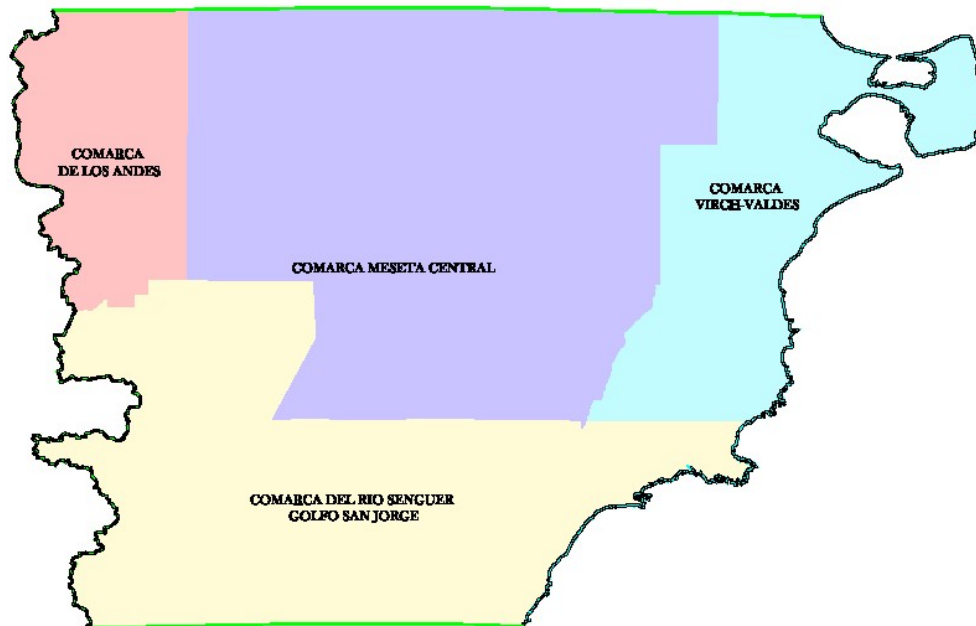 COMARCA
DE LOS ANDES
COMARCA
VIRCH-VALDES
COMARCA MESETA CENTRAL
COMARCA DEL RIO SENGUER
GOLFO SAN JORGE